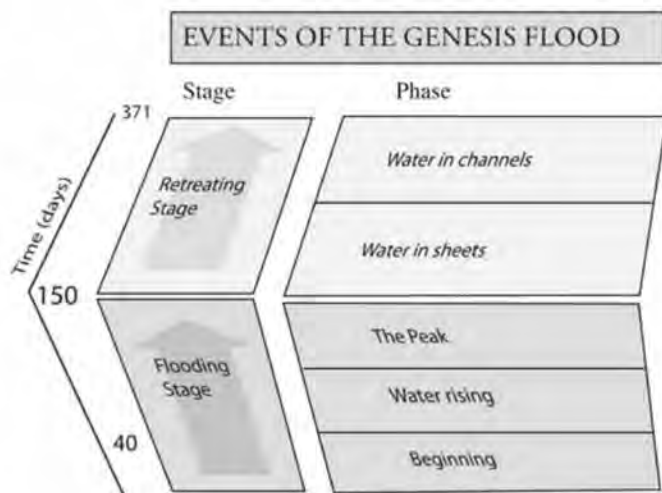 EVENTS OF THE GENESIS FLOOD
Stage
Phase
371
Time (days)
150
40
Retreating
Stage
Flooding
Stage
Water in channels
Water in sheets
The Peak
Water rising
Beginning